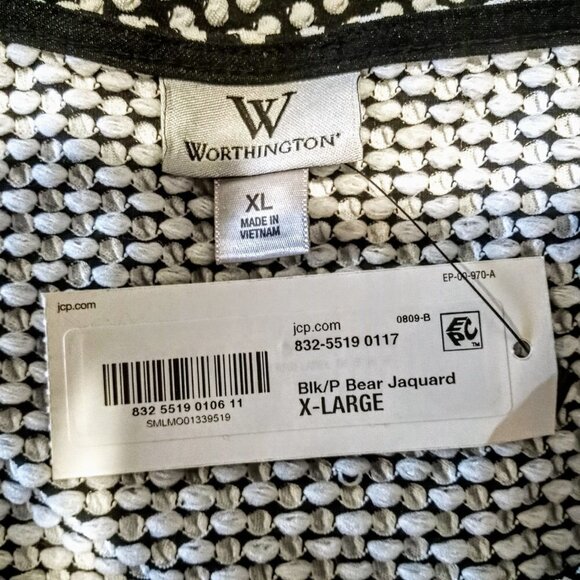 W
WORTHINGTON®
XL
MADE IN
VIETNAM
EP-09-970-A
jcp.com
832 5519 0106 11
SMLMO01339519
jcp.com
0809-B
832-5519 0117
EPC
Blk/P Bear Jaquard
X-LARGE